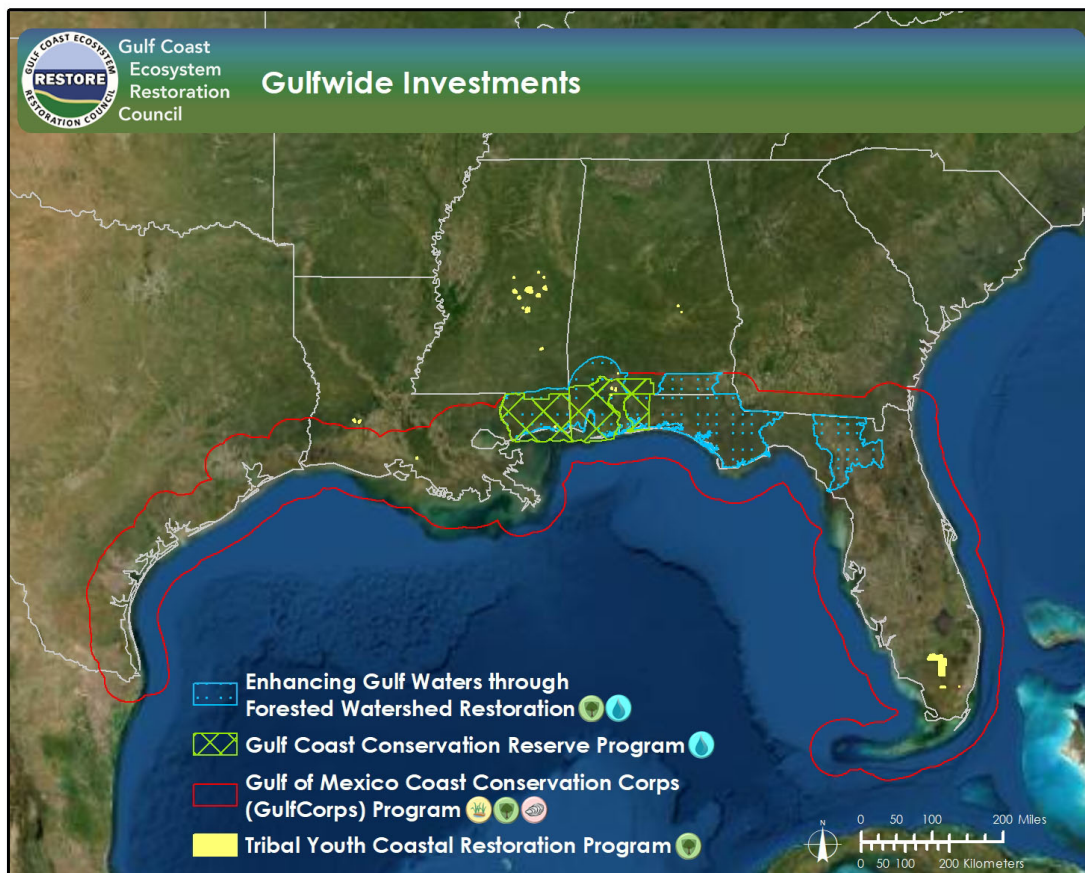 GULF COAST ECOSYSTEM
RESTORE
RESTORATION COUNCIL
Gulf Coast
Ecosystem
Restoration
Council
Gulfwide Investments
Enhancing Gulf Waters through
Forested Watershed Restoration
Gulf Coast Conservation Reserve Program
Gulf of Mexico Coast Conservation Corps
(GulfCorps) Program
Tribal Youth Coastal Restoration Program
N
0 50 100 200 Miles
0 50 100 200 Kilometers